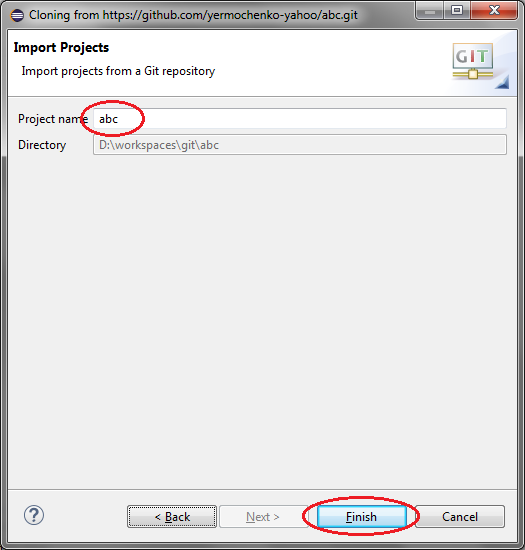 Cloning from https://github.com/yermochenko-yahoo/abc.git
Import Projects
Import projects from a Git repository
GIT
Project name abc
Directory D:\workspaces\git\abc
?
< Back Next > Finish Cancel